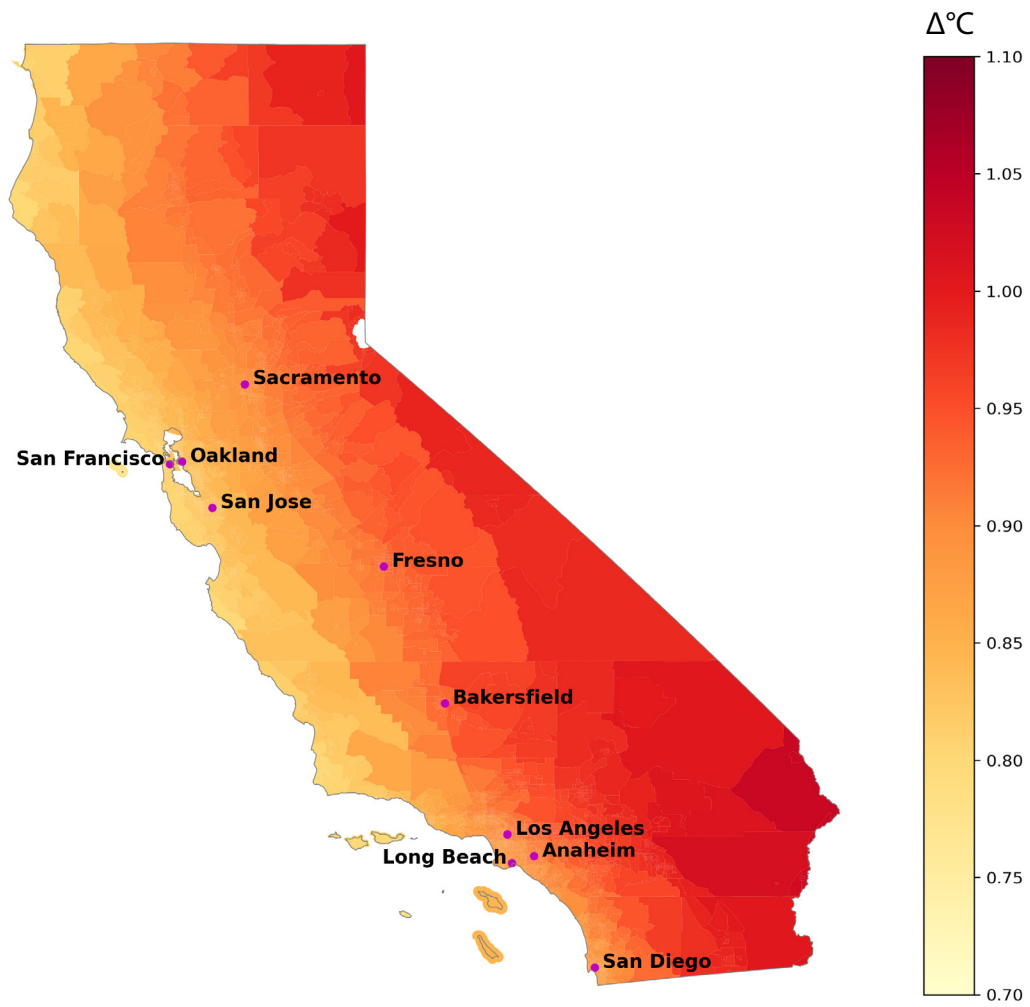 Δ°C
1.10
1.05
1.00
0.95
0.90
0.85
0.80
0.75
0.70
Sacramento
San Francisco
Oakland
San Jose
Fresno
Bakersfield
Los Angeles
Anaheim
Long Beach
San Diego